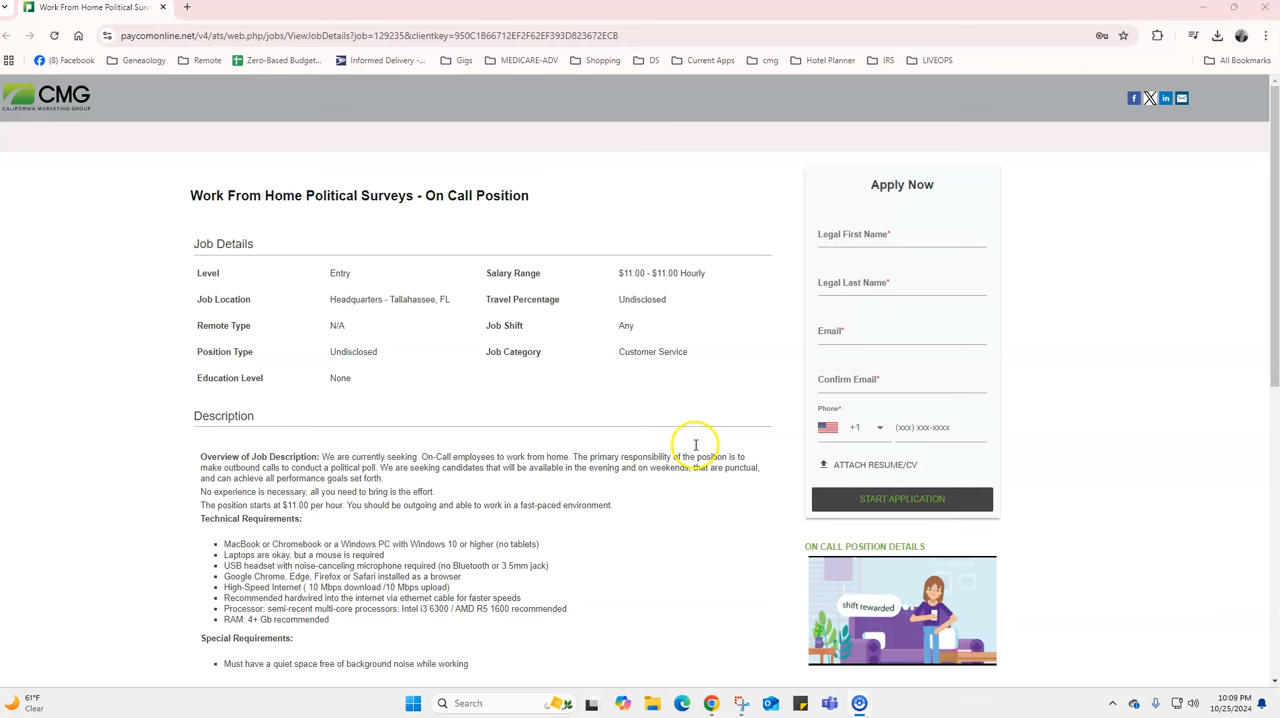 Work From Home Political Surve
paycomonline.net/v4/ats/web.php/jobs/ViewJobDetails?job=129235&clientkey=950C1B66712EF2F62EF393D823672ECB
(8) Facebook
Geneaology
Remote
Zero-Based Budget...
Informed Delivery -...
Gigs
MEDICARE-ADV
Shopping
DS
Current Apps
cmg
Hotel Planner
IRS
LIVEOPS
All Bookmarks
CMG
CALIFORNIA MARKETING GROUP
Work From Home Political Surveys - On Call Position
Job Details
Level Entry Salary Range $11.00 - $11.00 Hourly
Job Location Headquarters - Tallahassee, FL Travel Percentage Undisclosed
Remote Type N/A Job Shift Any
Position Type Undisclosed Job Category Customer Service
Education Level None
Description
Overview of Job Description: We are currently seeking On-Call employees to work from home. The primary responsibility of the position is to
make outbound calls to conduct a political poll. We are seeking candidates that will be available in the evening and on weekends, that are punctual,
and can achieve all performance goals set forth.
No experience is necessary, all you need to bring is the effort.
The position starts at $11.00 per hour. You should be outgoing and able to work in a fast-paced environment.
Technical Requirements:
MacBook or Chromebook or a Windows PC with Windows 10 or higher (no tablets)
Laptops are okay, but a mouse is required
USB headset with noise-canceling microphone required (no Bluetooth or 3.5mm jack)
Google Chrome, Edge, Firefox or Safari installed as a browser
High-Speed Internet ( 10 Mbps download /10 Mbps upload)
Recommended hardwired into the internet via ethernet cable for faster speeds
Processor: semi-recent multi-core processors; Intel i3 6300 / AMD R5 1600 recommended
RAM: 4+ Gb recommended
Special Requirements:
Must have a quiet space free of background noise while working
Apply Now
Legal First Name*
Legal Last Name*
Email*
Confirm Email*
Phone*
+1 (xxx) xxx-xxxx
ATTACH RESUME/CV
START APPLICATION
ON CALL POSITION DETAILS
shift rewarded
61°F
Clear
Search
10:09 PM
10/25/2024